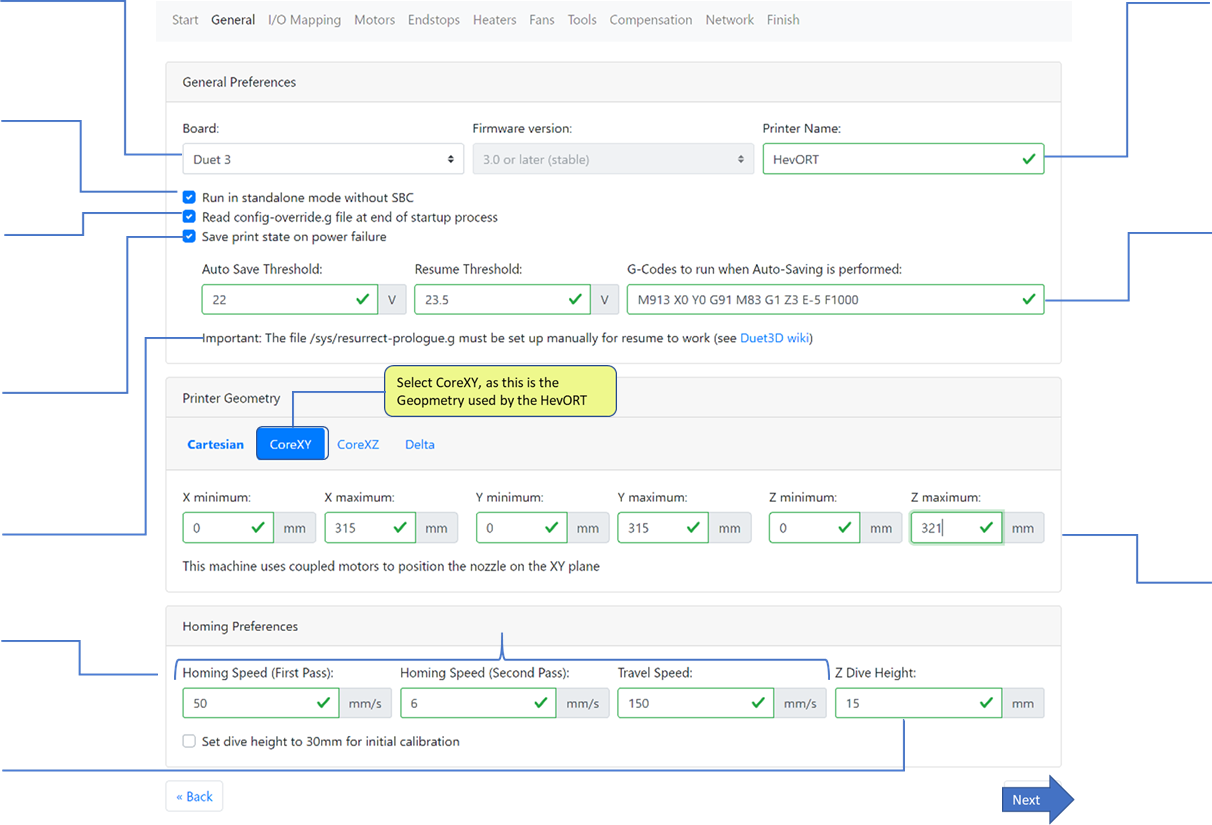 Start General I/O Mapping Motors Endstops Heaters Fans Tools Compensation Network Finish
General Preferences
Board: Firmware version: Printer Name:
Duet 3 3.0 or later (stable) HevORT
Run in standalone mode without SBC
Read config-override.g file at end of startup process
Save print state on power failure
Auto Save Threshold: Resume Threshold: G-Codes to run when Auto-Saving is performed:
22 V 23.5 V M913 X0 Y0 G91 M83 G1 Z3 E-5 F1000
Important: The file /sys/resurrect-prologue.g must be set up manually for resume to work (see Duet3D wiki)
Select CoreXY, as this is the
Geopmetry used by the HevORT
Printer Geometry
Cartesian CoreXY CoreXZ Delta
X minimum: X maximum: Y minimum: Y maximum: Z minimum: Z maximum:
0 mm 315 mm 0 mm 315 mm 0 mm 321 mm
This machine uses coupled motors to position the nozzle on the XY plane
Homing Preferences
Homing Speed (First Pass): Homing Speed (Second Pass): Travel Speed: Z Dive Height:
50 mm/s 6 mm/s 150 mm/s 15 mm
Set dive height to 30mm for initial calibration
« Back Next